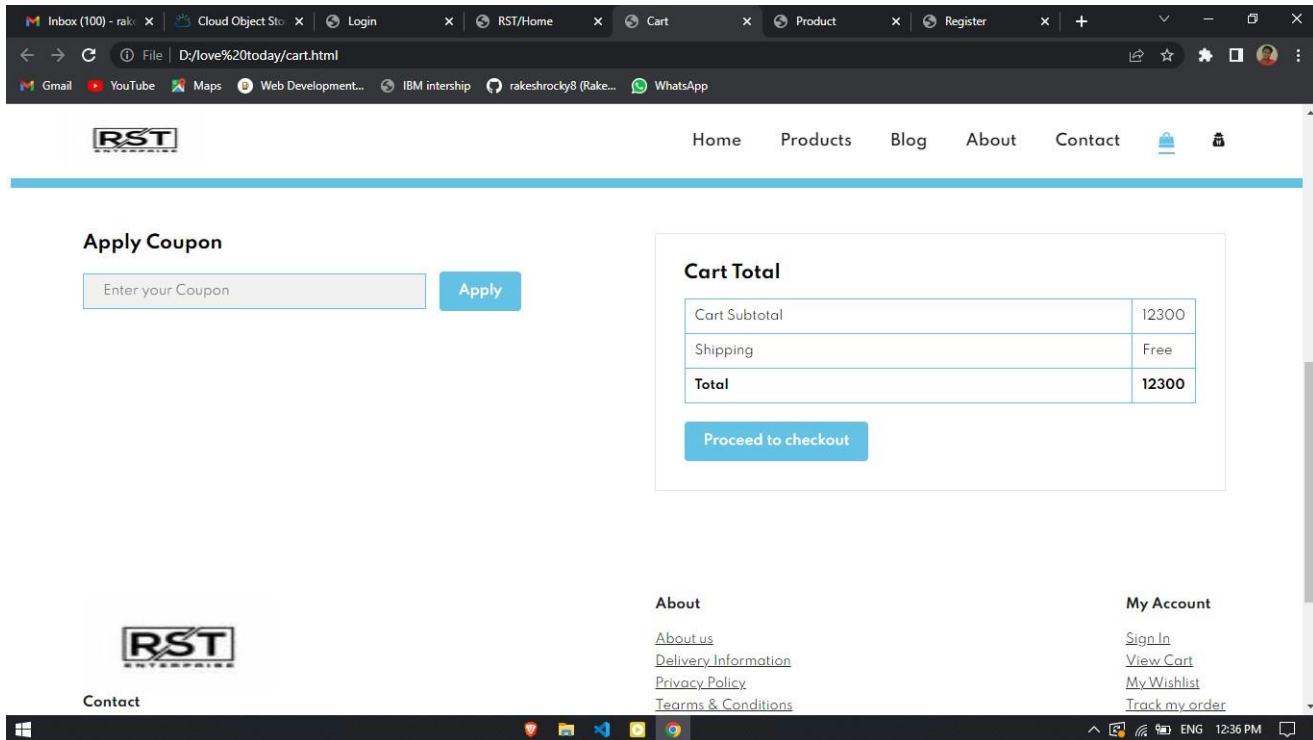 Inbox (100) - rake
Cloud Object Sto
Login
RST/Home
Cart
Product
Register
File
D:/love%20today/cart.html
Gmail
YouTube
Maps
Web Development...
IBM intership
rakeshrocky8 (Rake...
WhatsApp
RST
ENTERPRISE
Home Products Blog About Contact
Apply Coupon
Enter your Coupon
Apply
Cart Total
Cart Subtotal 12300
Shipping Free
Total 12300
Proceed to checkout
RST
ENTERPRISE
Contact
About
About us
Delivery Information
Privacy Policy
Tearms & Conditions
My Account
Sign In
View Cart
My Wishlist
Track my order
ENG 12:36 PM